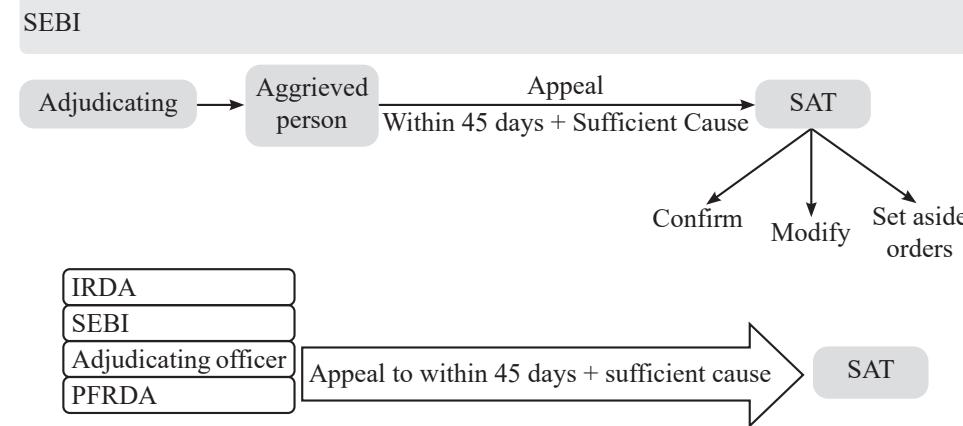 SEBI
Adjudicating
Aggrieved
person
Appeal
Within 45 days + Sufficient Cause
SAT
Confirm
Modify
Set aside
orders
IRDA
SEBI
Adjudicating officer
PFRDA
Appeal to within 45 days + sufficient cause
SAT